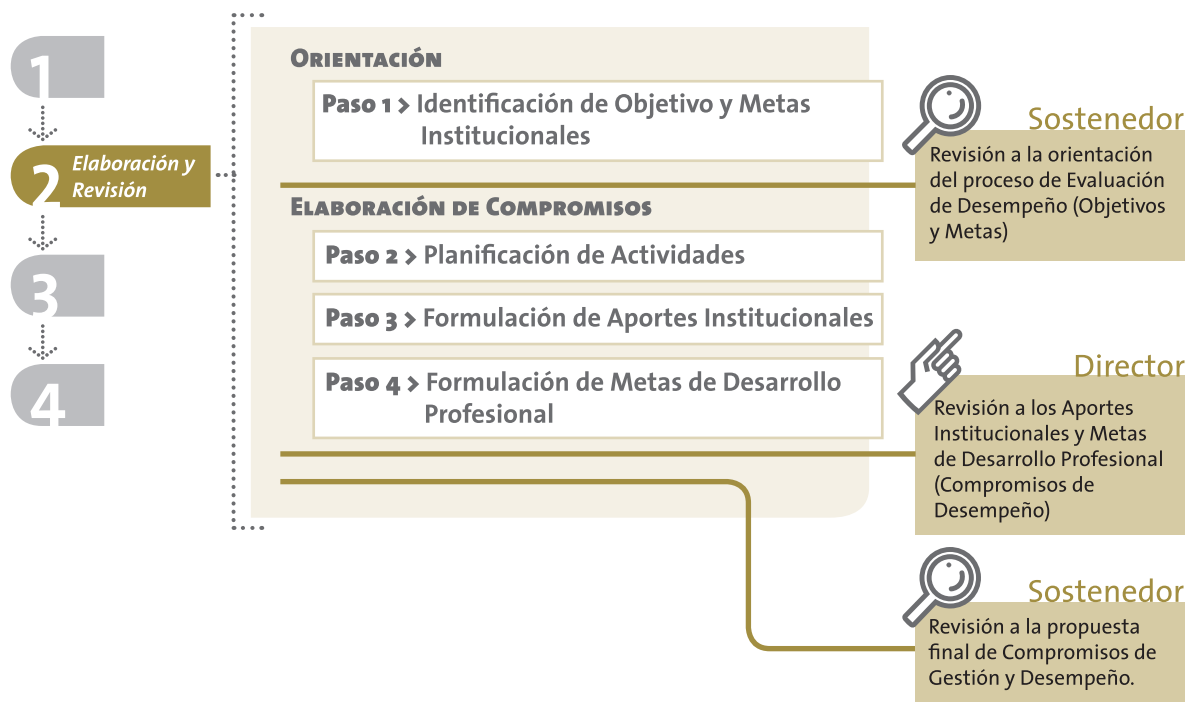 1
2
Elaboración y
Revisión
3
4
ORIENTACIÓN
Paso 1 > Identificación de Objetivo y Metas
Institucionales
Sostenedor
Revisión a la orientación
del proceso de Evaluación
de Desempeño (Objetivos
y Metas)
ELABORACIÓN DE COMPROMISOS
Paso 2 > Planificación de Actividades
Paso 3 > Formulación de Aportes Institucionales
Paso 4 > Formulación de Metas de Desarrollo
Profesional
Director
Revisión a los Aportes
Institucionales y Metas
de Desarrollo Profesional
(Compromisos de
Desempeño)
Sostenedor
Revisión a la propuesta
final de Compromisos de
Gestión y Desempeño.